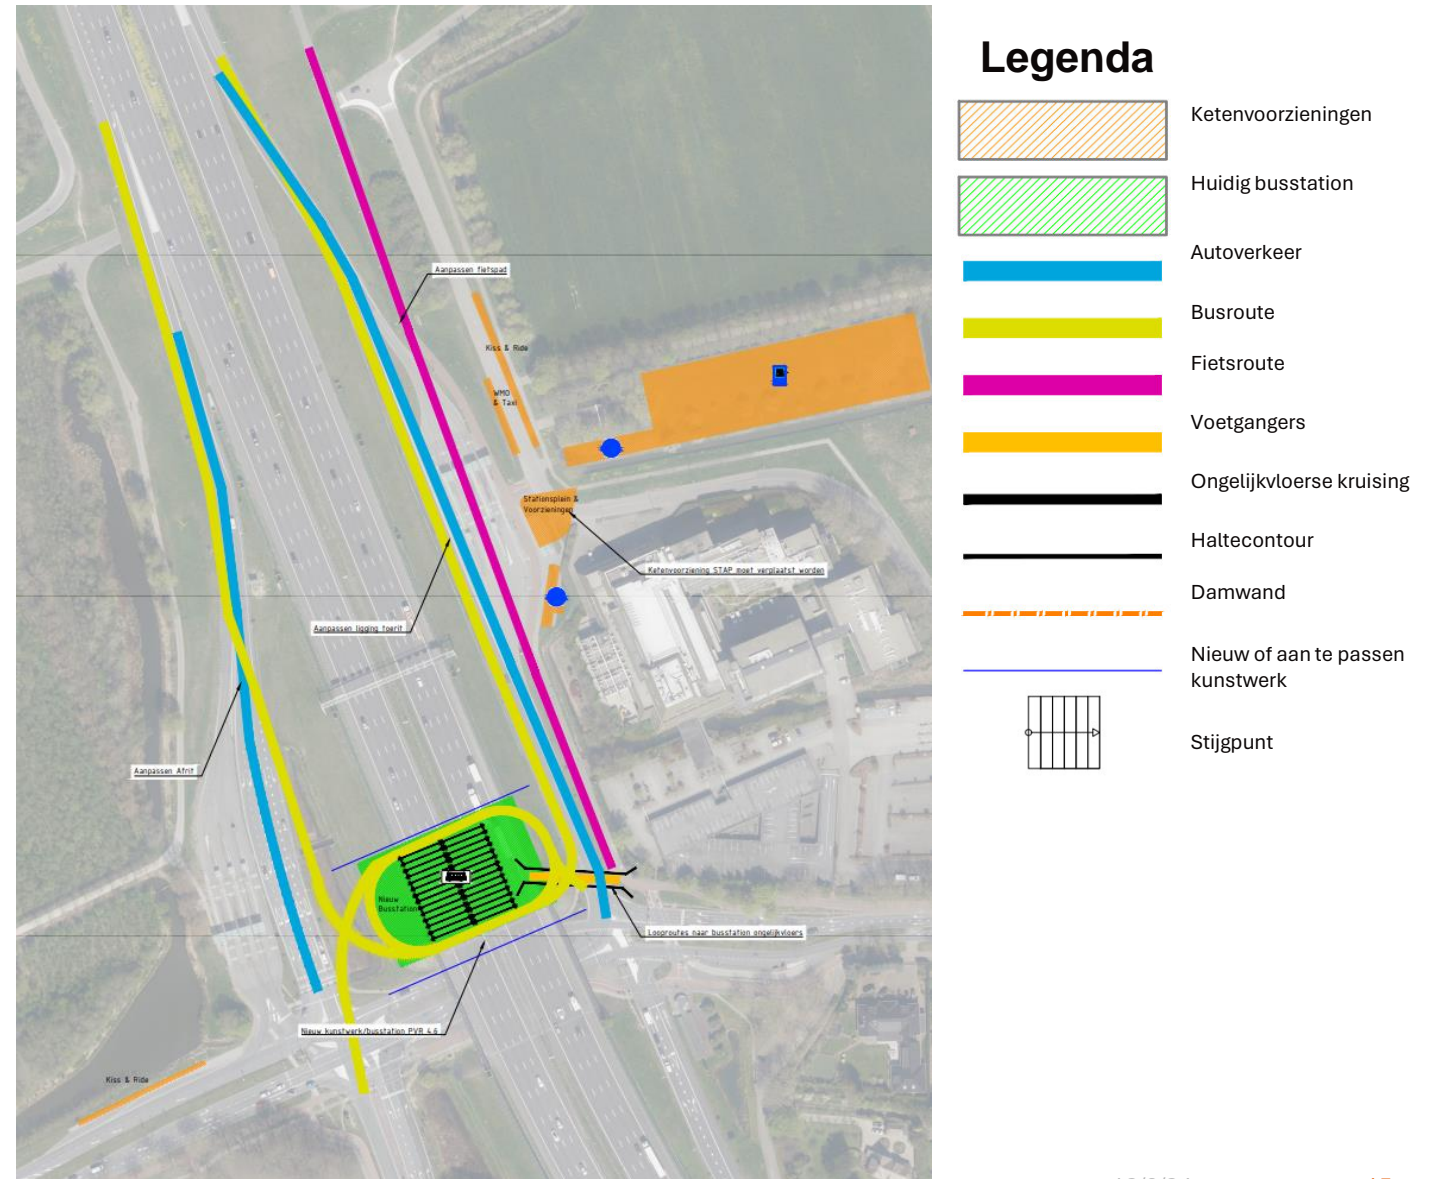 Legenda
Ketenvoorzieningen
Huidig busstation
Autoverkeer
Busroute
Fietsroute
Voetgangers
Ongelijkvloerse kruising
Haltecontour
Damwand
Nieuw of aan te passen
kunstwerk
Stijgpunt
Aanpassen fietspad
Kiss & Ride
WMO
& Taxi
Stationsplein &
Voorzieningen
Ketenvoorziening STAP moet verplaatst worden
Aanpassen ligging toerit
Aanpassen Afrit
Nieuw
Busstation
Looproutes naar busstation ongelijkvloers
Nieuw kunstwerk/busstation PVR 4.6
Kiss & Ride